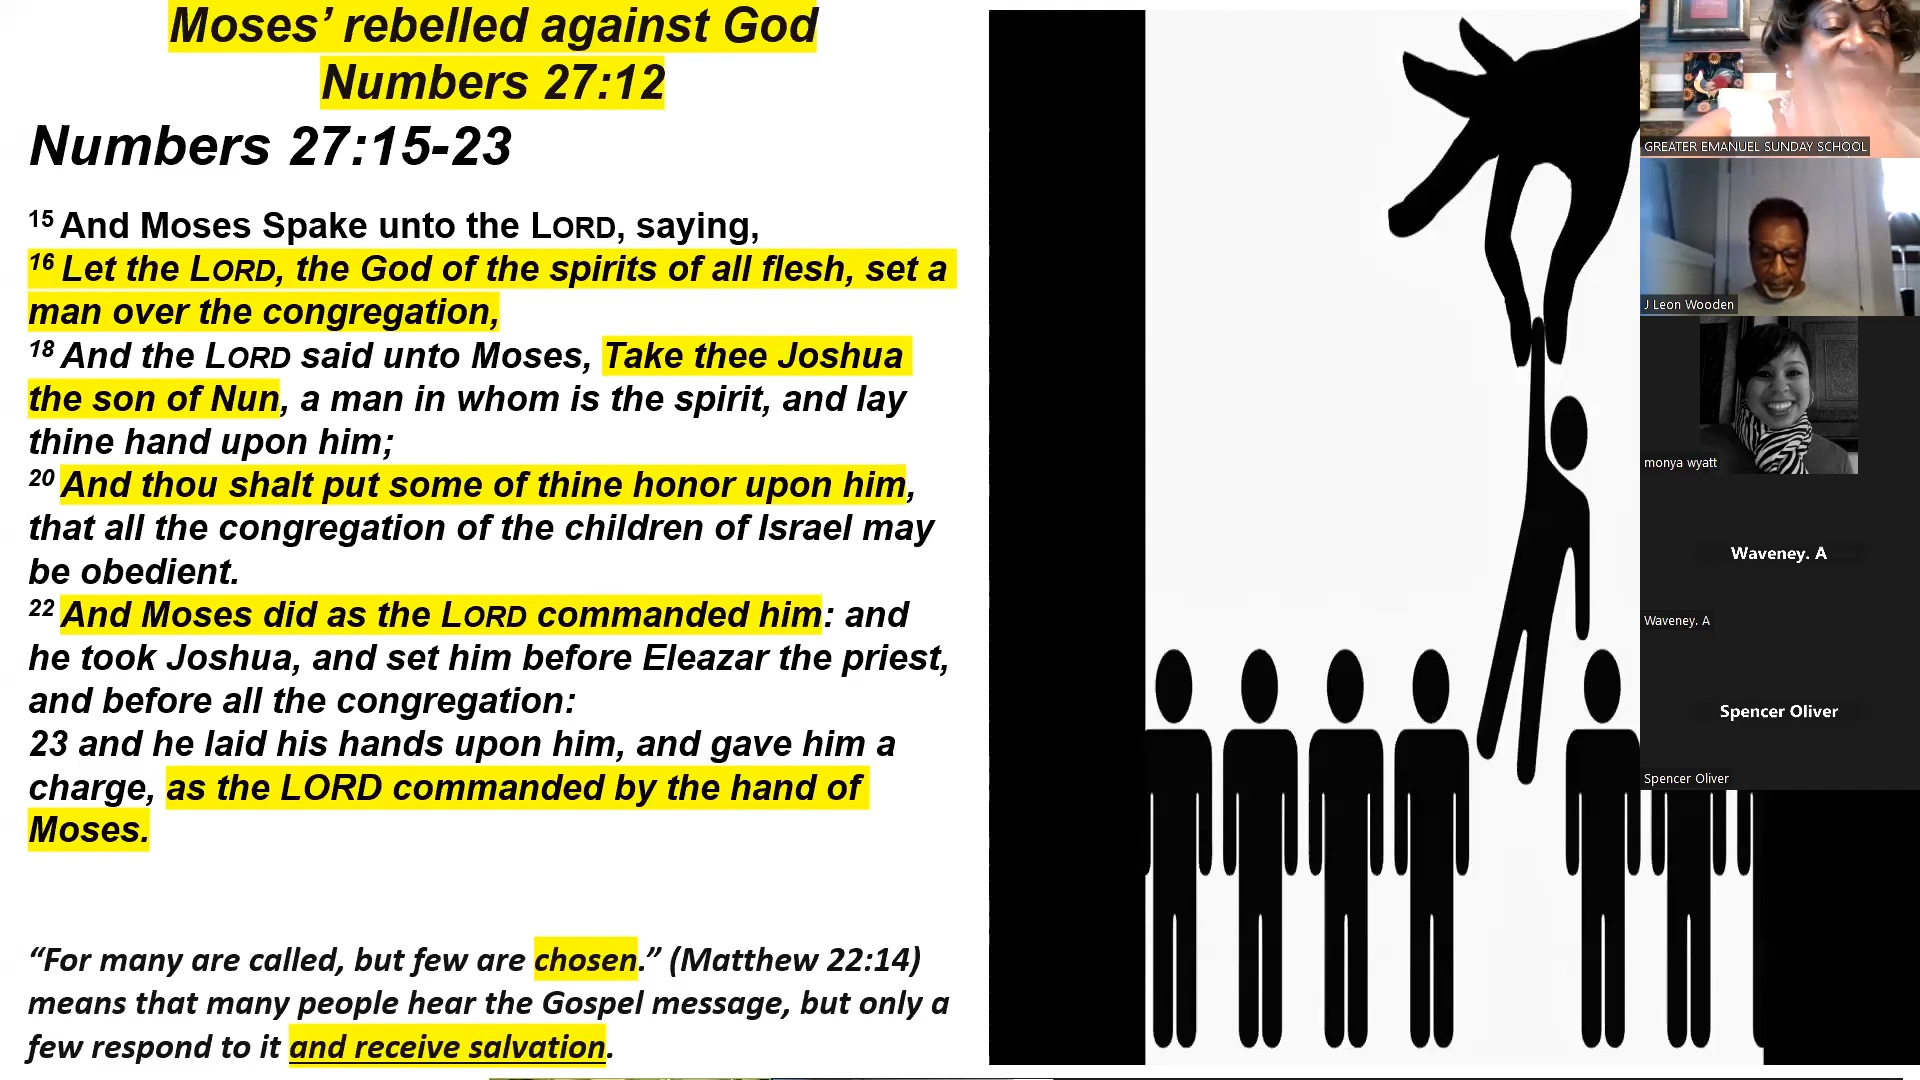 Moses’ rebelled against God
Numbers 27:12
Numbers 27:15-23
15 And Moses Spake unto the LORD, saying,
16 Let the LORD, the God of the spirits of all flesh, set a
man over the congregation,
18 And the LORD said unto Moses, Take thee Joshua
the son of Nun, a man in whom is the spirit, and lay
thine hand upon him;
20 And thou shalt put some of thine honor upon him,
that all the congregation of the children of Israel may
be obedient.
22 And Moses did as the LORD commanded him: and
he took Joshua, and set him before Eleazar the priest,
and before all the congregation:
23 and he laid his hands upon him, and gave him a
charge, as the LORD commanded by the hand of
Moses.
“For many are called, but few are chosen.” (Matthew 22:14)
means that many people hear the Gospel message, but only a
few respond to it and receive salvation.
GREATER EMANUEL SUNDAY SCHOOL
J Leon Wooden
monya wyatt
Waveney. A
Waveney. A
Spencer Oliver
Spencer Oliver